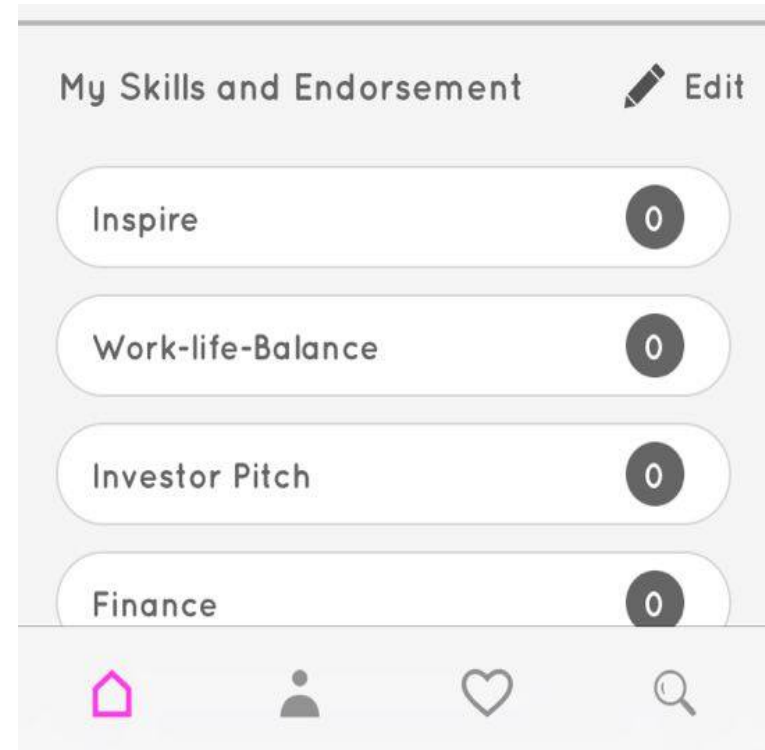 My Skills and Endorsement Edit
Inspire 0
Work-life-Balance 0
Investor Pitch 0
Finance 0